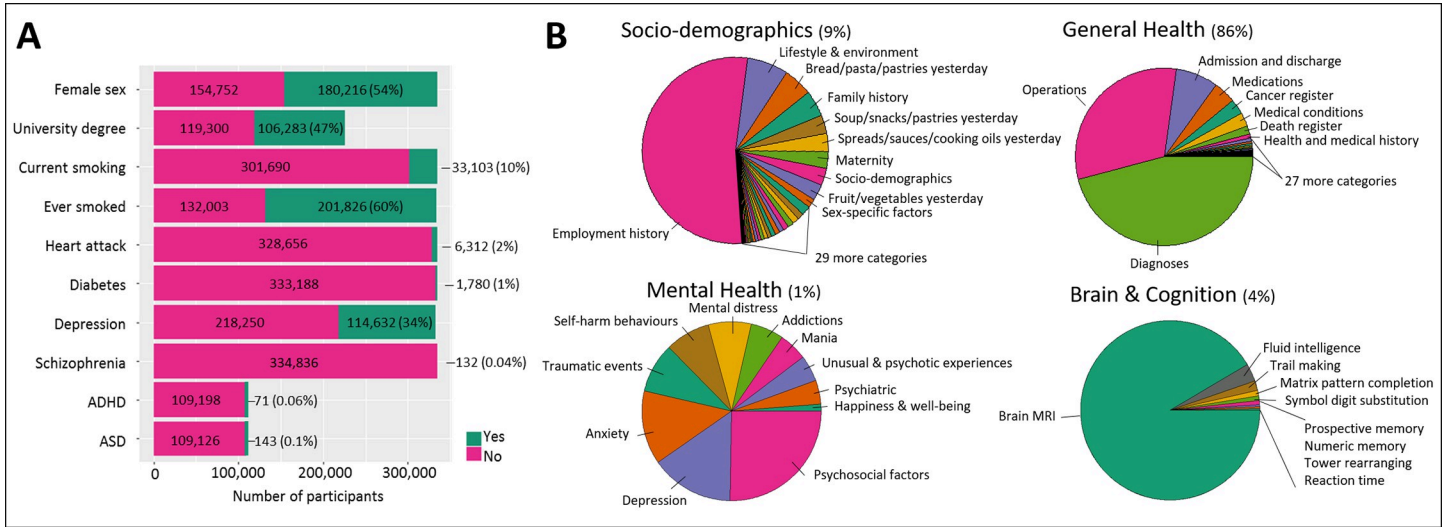 A
Female sex
154,752
180,216 (54%)
University degree
119,300
106,283 (47%)
Current smoking
301,690
33,103 (10%)
Ever smoked
132,003
201,826 (60%)
Heart attack
328,656
6,312 (2%)
Diabetes
333,188
1,780 (1%)
Depression
218,250
114,632 (34%)
Schizophrenia
334,836
132 (0.04%)
ADHD
109,198
71 (0.06%)
ASD
109,126
143 (0.1%)
Yes
No
0
100,000
200,000
300,000
Number of participants
B
Socio-demographics (9%)
Lifestyle & environment
Bread/pasta/pastries yesterday
Family history
Soup/snacks/pastries yesterday
Spreads/sauces/cooking oils yesterday
Maternity
Socio-demographics
Fruit/vegetables yesterday
Sex-specific factors
29 more categories
Employment history
General Health (86%)
Admission and discharge
Medications
Cancer register
Medical conditions
Death register
Health and medical history
27 more categories
Operations
Diagnoses
Mental Health (1%)
Mental distress
Addictions
Mania
Unusual & psychotic experiences
Psychiatric
Happiness & well-being
Psychosocial factors
Self-harm behaviours
Traumatic events
Anxiety
Depression
Brain & Cognition (4%)
Fluid intelligence
Trail making
Matrix pattern completion
Symbol digit substitution
Prospective memory
Numeric memory
Tower rearranging
Reaction time
Brain MRI